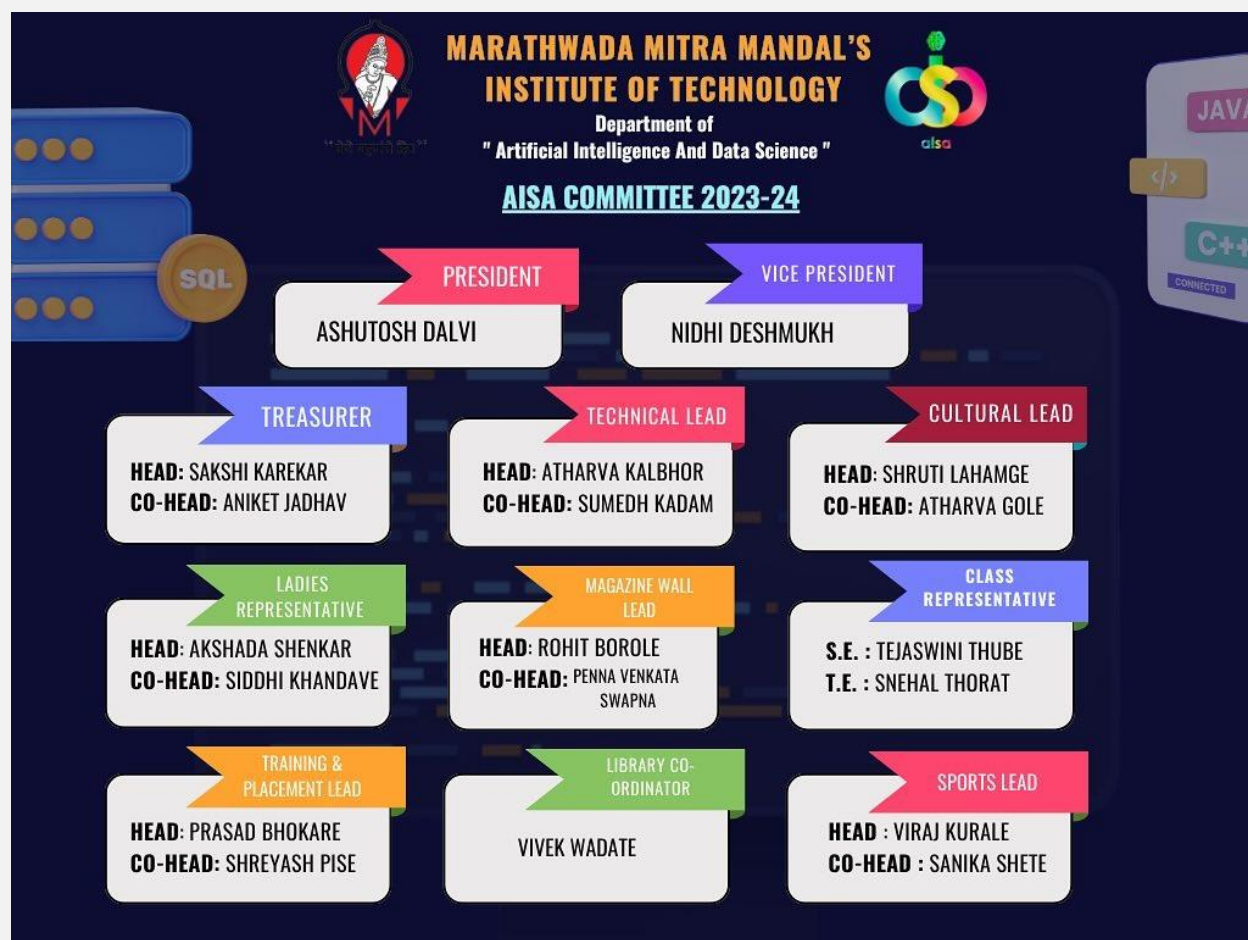 MARATHWADA MITRA MANDAL'S
INSTITUTE OF TECHNOLOGY
Department of
" Artificial Intelligence And Data Science "
AISA COMMITTEE 2023-24
aisa
M
JAVA
</>
C++
CONNECTED
SQL
PRESIDENT
ASHUTOSH DALVI
VICE PRESIDENT
NIDHI DESHMUKH
TREASURER
HEAD: SAKSHI KAREKAR
CO-HEAD: ANIKET JADHAV
TECHNICAL LEAD
HEAD: ATHARVA KALBHOR
CO-HEAD: SUMEDH KADAM
CULTURAL LEAD
HEAD: SHRUTI LAHAMGE
CO-HEAD: ATHARVA GOLE
LADIES
REPRESENTATIVE
HEAD: AKSHADA SHENKAR
CO-HEAD: SIDDHI KHANDAVE
MAGAZINE WALL
LEAD
HEAD: ROHIT BOROLE
CO-HEAD: PENNA VENKATA
SWAPNA
CLASS
REPRESENTATIVE
S.E. : TEJASWINI THUBE
T.E. : SNEHAL THORAT
TRAINING &
PLACEMENT LEAD
HEAD: PRASAD BHOKARE
CO-HEAD: SHREYASH PISE
LIBRARY CO-
ORDINATOR
VIVEK WADATE
SPORTS LEAD
HEAD : VIRAJ KURALE
CO-HEAD : SANIKA SHETE